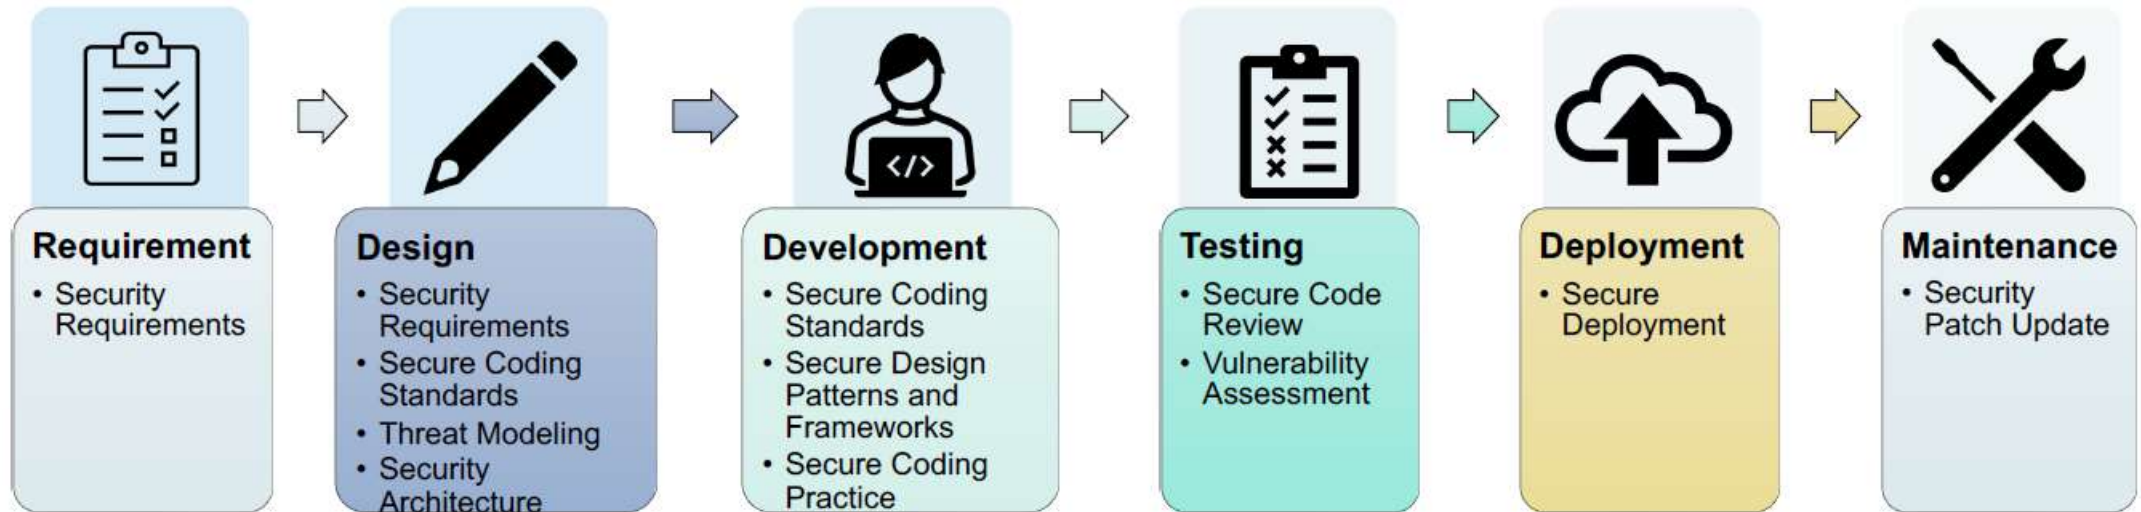 Requirement
• Security
Requirements
Design
• Security
Requirements
• Secure Coding
Standards
• Threat Modeling
• Security
Architecture
</>
Development
• Secure Coding
Standards
• Secure Design
Patterns and
Frameworks
• Secure Coding
Practice
Testing
• Secure Code
Review
• Vulnerability
Assessment
Deployment
• Secure
Deployment
Maintenance
• Security
Patch Update